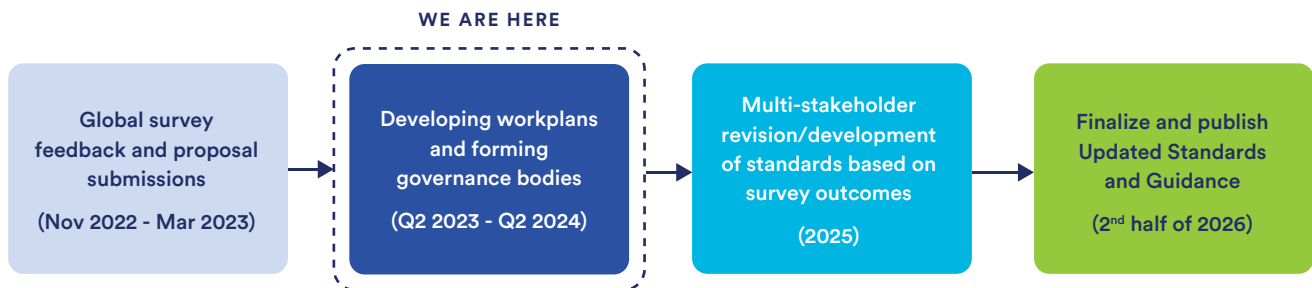 WE ARE HERE
Global survey
feedback and proposal
submissions
(Nov 2022 - Mar 2023)
Developing workplans
and forming
governance bodies
(Q2 2023 - Q2 2024)
Multi-stakeholder
revision/development
of standards based on
survey outcomes
(2025)
Finalize and publish
Updated Standards
and Guidance
(2nd half of 2026)